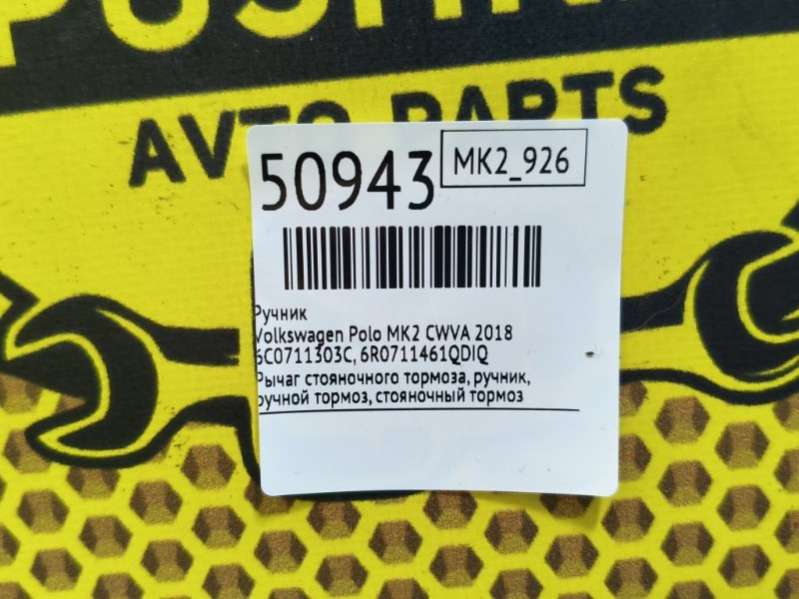 AVTO PARTS
50943
MK2_926
Ручник
Volkswagen Polo MK2 CWVA 2018
6C0711303C, 6R0711461QDIQ
Рычаг стояночного тормоза, ручник,
ручной тормоз, стояночный тормоз